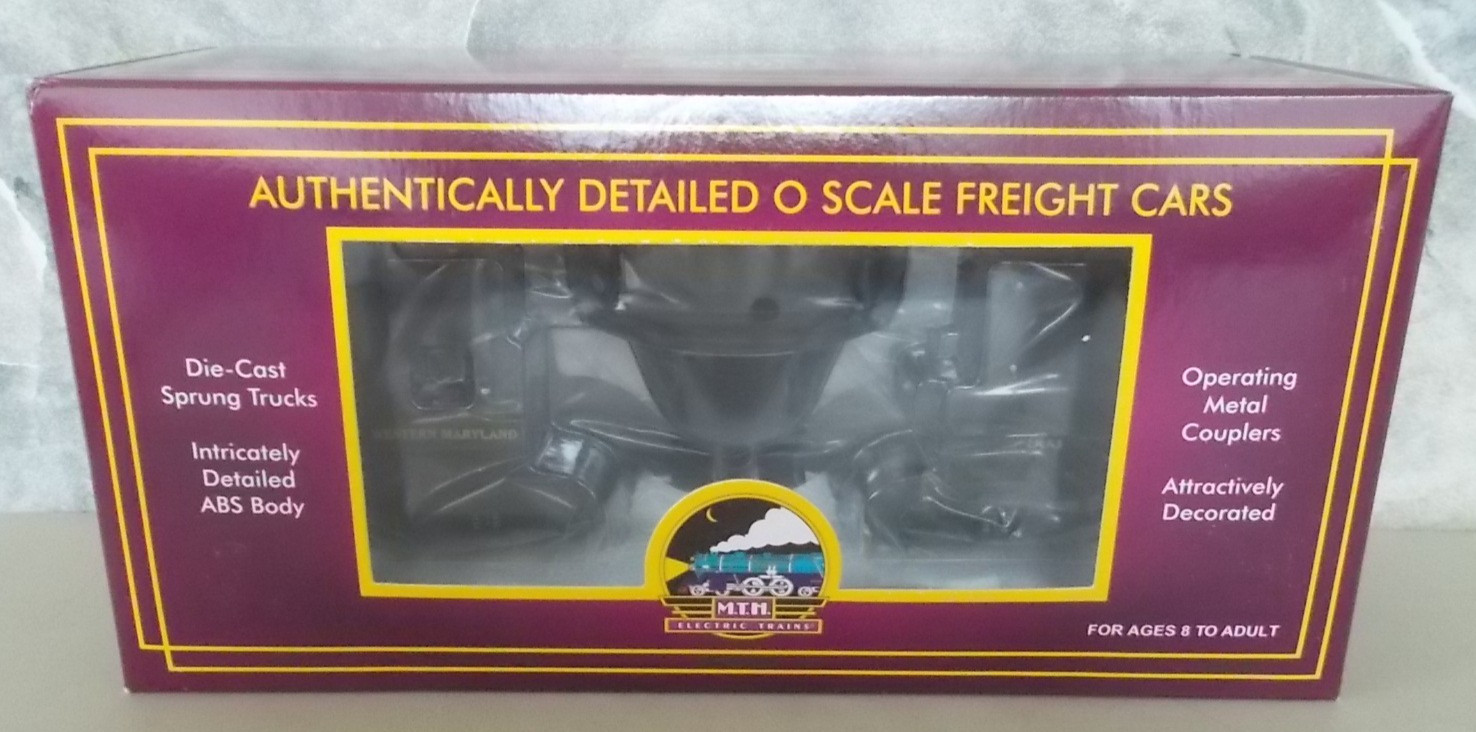 AUTHENTICALLY DETAILED O SCALE FREIGHT CARS
Die-Cast
Sprung Trucks
Intricately
Detailed
ABS Body
WESTERN MARYLAND
Operating
Metal
Couplers
Attractively
Decorated
M.T.H.
ELECTRIC TRAINS
FOR AGES 8 TO ADULT